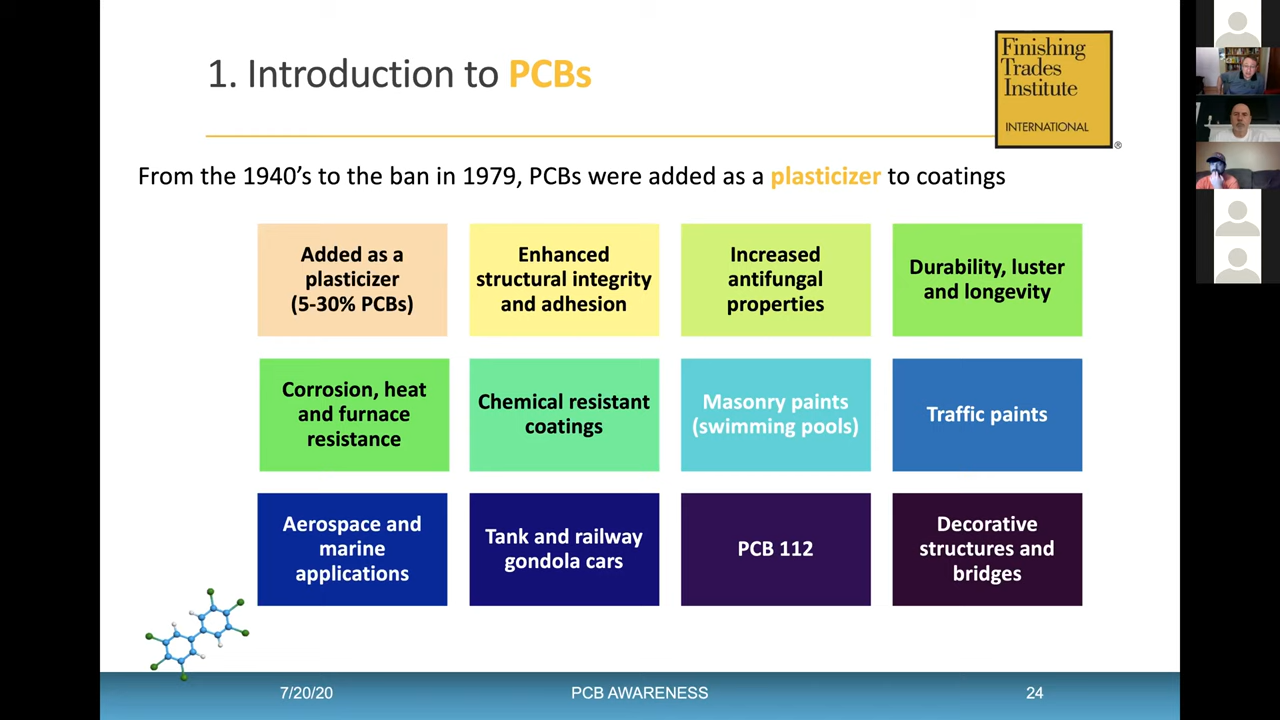 1. Introduction to PCBs
Finishing
Trades
Institute
INTERNATIONAL
®
From the 1940's to the ban in 1979, PCBs were added as a plasticizer to coatings
Added as a
plasticizer
(5-30% PCBs)
Enhanced
structural integrity
and adhesion
Increased
antifungal
properties
Durability, luster
and longevity
Corrosion, heat
and furnace
resistance
Chemical resistant
coatings
Masonry paints
(swimming pools)
Traffic paints
Aerospace and
marine
applications
Tank and railway
gondola cars
PCB 112
Decorative
structures and
bridges
7/20/20
PCB AWARENESS
24